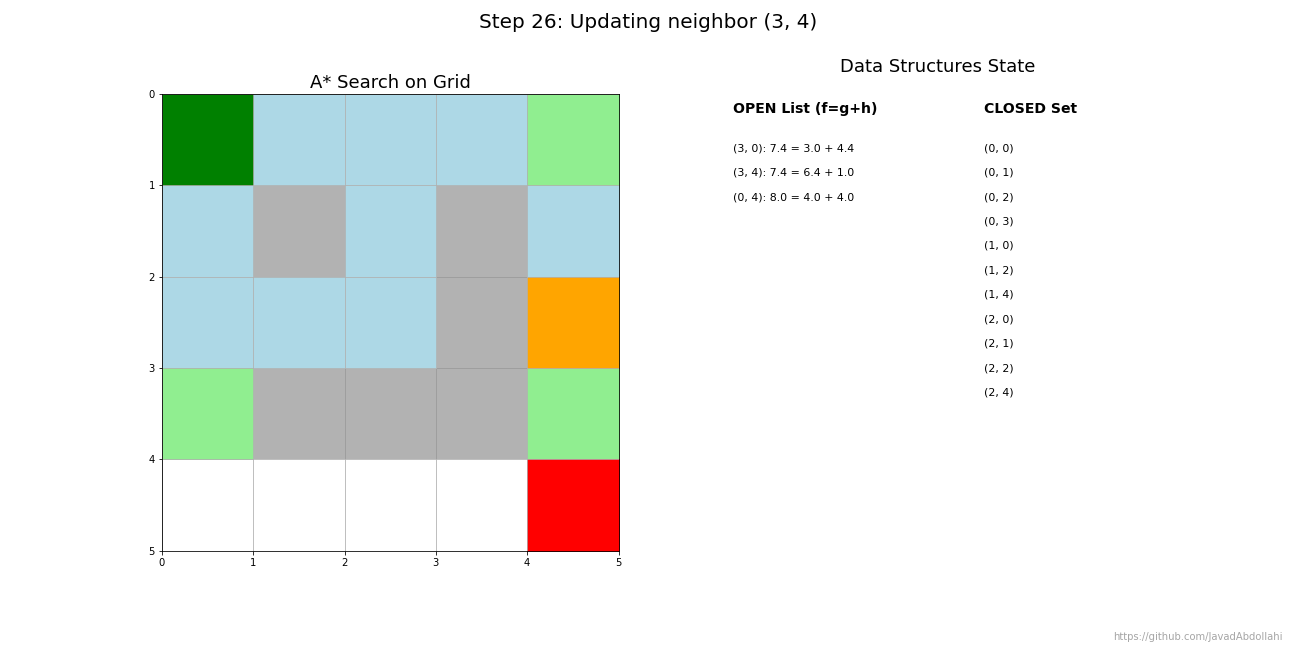 Step 26: Updating neighbor (3, 4)
A* Search on Grid
0
1
2
3
4
5
0 1 2 3 4 5
Data Structures State
OPEN List (f=g+h)
(3, 0): 7.4 = 3.0 + 4.4
(3, 4): 7.4 = 6.4 + 1.0
(0, 4): 8.0 = 4.0 + 4.0
CLOSED Set
(0, 0)
(0, 1)
(0, 2)
(0, 3)
(1, 0)
(1, 2)
(1, 4)
(2, 0)
(2, 1)
(2, 2)
(2, 4)
https://github.com/JavadAbdollahi